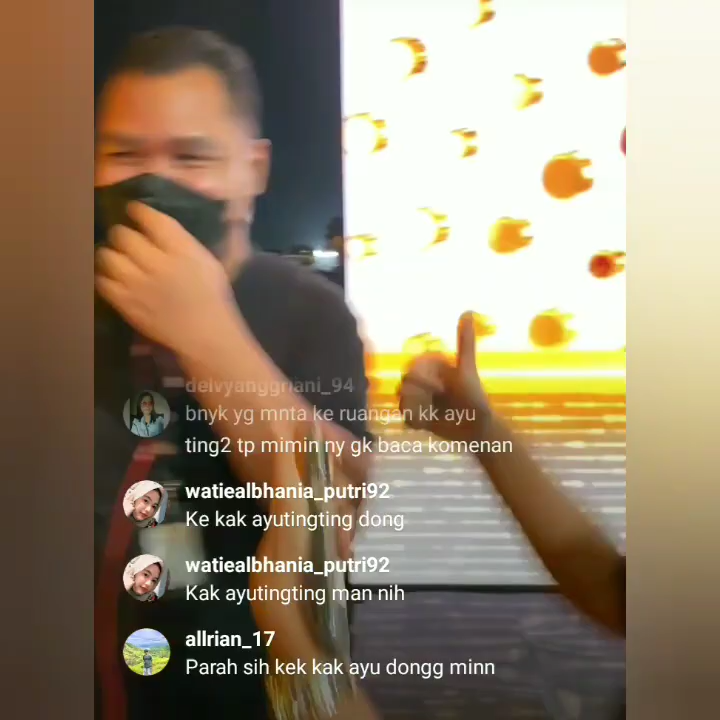 delvyanggriani_94
bnyk yg mnta ke ruangan kk ayu
ting2 tp mimin ny gk baca komenan
watiealbhania_putri92
Ke kak ayutingting dong
watiealbhania_putri92
Kak ayutingting man nih
allrian_17
Parah sih kek kak ayu dongg minn